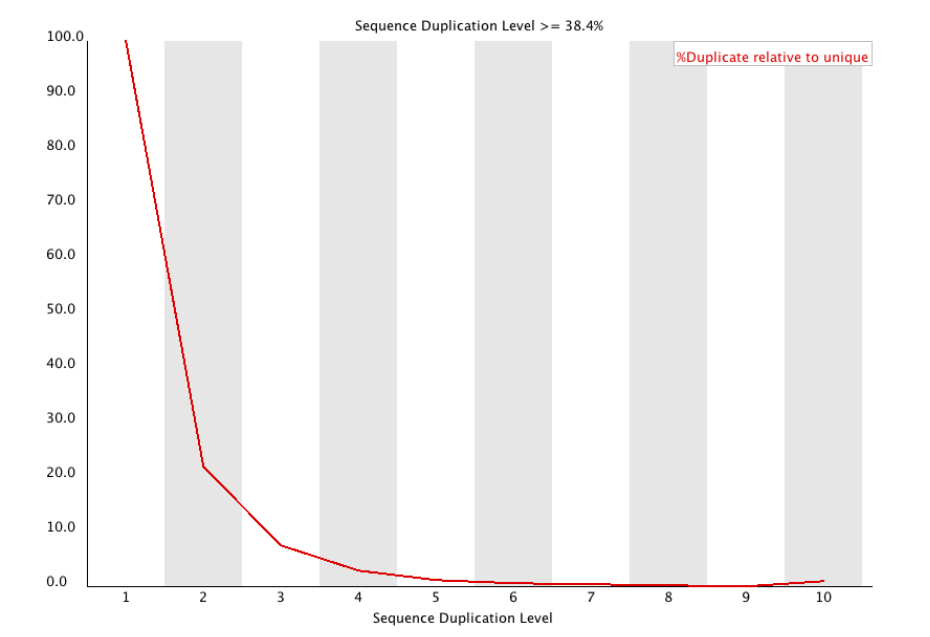 Sequence Duplication Level >= 38.4%
%Duplicate relative to unique
100.0
90.0
80.0
70.0
60.0
50.0
40.0
30.0
20.0
10.0
0.0
1 2 3 4 5 6 7 8 9 10
Sequence Duplication Level